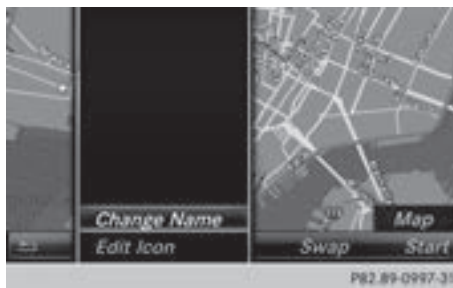 Change Name
Map
Edit Icon
Swap
Start
P82.89-0997-31